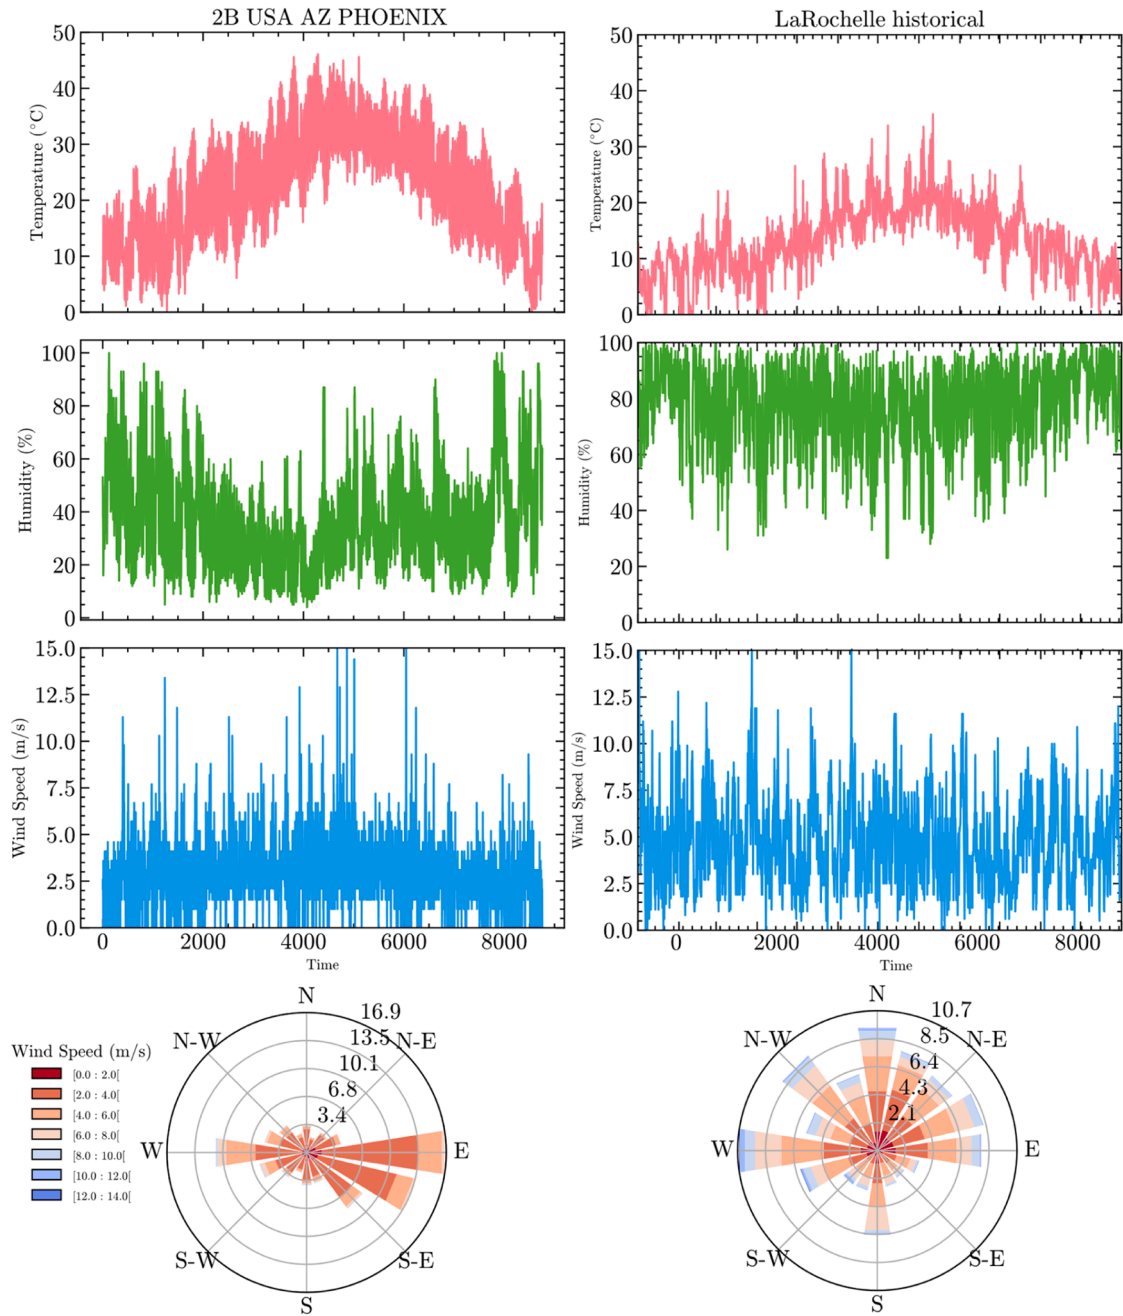 2B USA AZ PHOENIX
50
40
30
20
10
0
Temperature (°C)
100
80
60
40
20
0
Humidity (%)
15.0
12.5
10.0
7.5
5.0
2.5
0.0
Wind Speed (m/s)
0 2000 4000 6000 8000
Time
LaRochelle historical
50
40
30
20
10
0
Temperature (°C)
100
80
60
40
20
0
Humidity (%)
15.0
12.5
10.0
7.5
5.0
2.5
0.0
Wind Speed (m/s)
0 2000 4000 6000 8000
Time
Wind Speed (m/s)
[0.0 : 2.0[
[2.0 : 4.0[
[4.0 : 6.0[
[6.0 : 8.0[
[8.0 : 10.0[
[10.0 : 12.0[
[12.0 : 14.0[
N
N-W
N-E
W
E
S-W
S-E
S
16.9
13.5
10.1
6.8
3.4
N
N-W
N-E
W
E
S-W
S-E
S
10.7
8.5
6.4
4.3
2.1